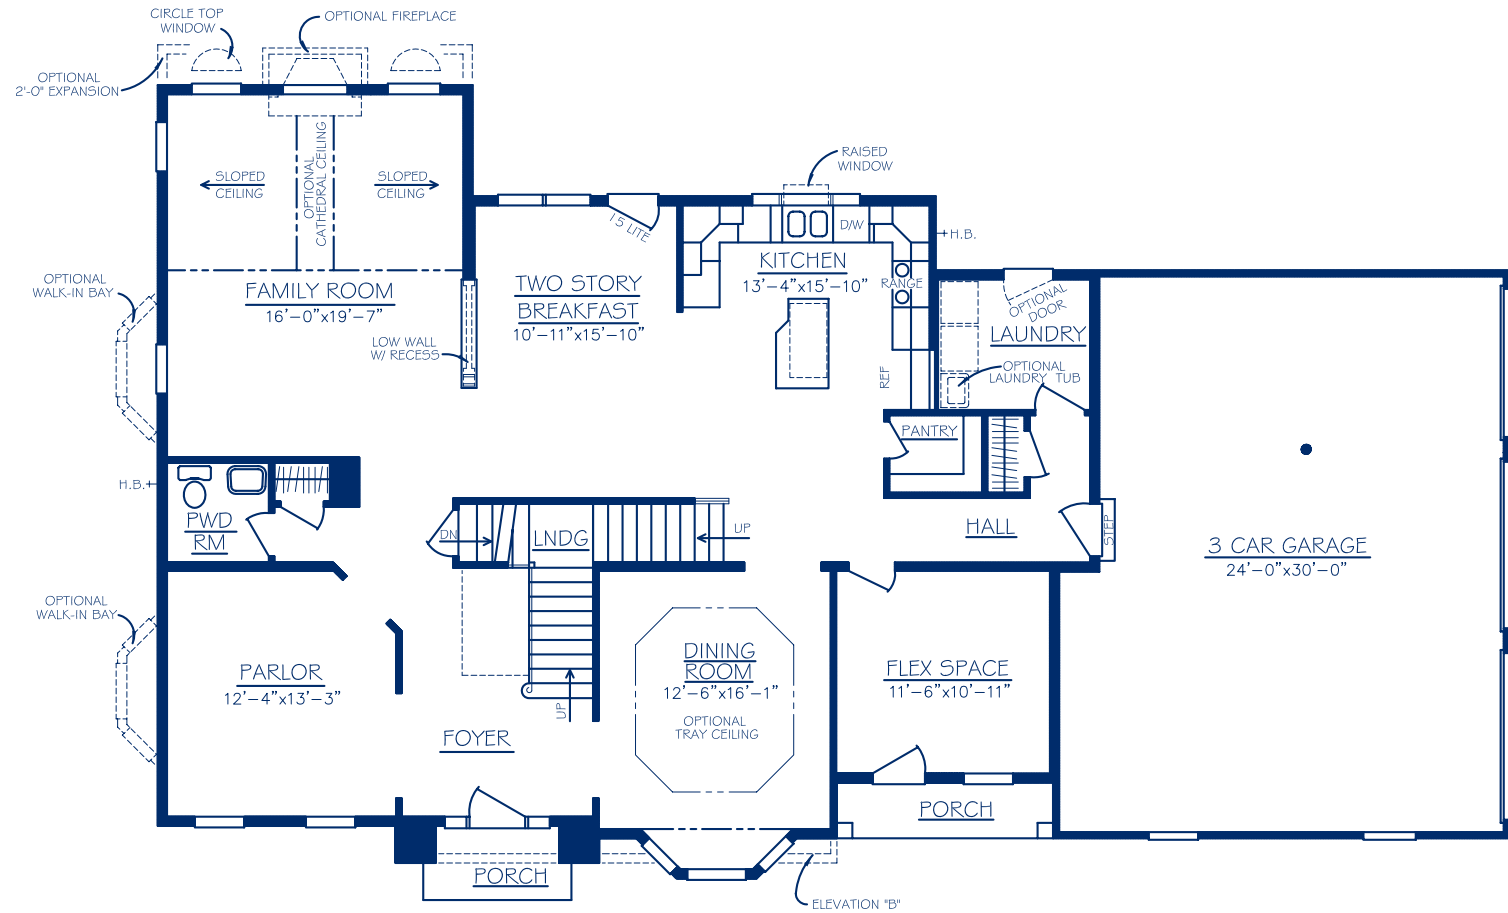 CIRCLE TOP
WINDOW
OPTIONAL FIREPLACE
OPTIONAL
2'-0" EXPANSION
SLOPED
CEILING
OPTIONAL
CATHEDRAL CEILING
SLOPED
CEILING
RAISED
WINDOW
15 LITE
D/W
H.B.
KITCHEN
13'-4"x15'-10"
RANGE
OPTIONAL
WALK-IN BAY
FAMILY ROOM
16'-0"x19'-7"
TWO STORY
BREAKFAST
10'-11"x15'-10"
LOW WALL
W/ RECESS
OPTIONAL
DOOR
LAUNDRY
OPTIONAL
LAUNDRY TUB
REF
PANTRY
H.B.
PWD
RM
DN
LNDG
UP
HALL
STEP
3 CAR GARAGE
24'-0"x30'-0"
OPTIONAL
WALK-IN BAY
PARLOR
12'-4"x13'-3"
DINING
ROOM
12'-6"x16'-1"
OPTIONAL
TRAY CEILING
FLEX SPACE
11'-6"x10'-11"
UP
FOYER
PORCH
PORCH
ELEVATION "B"